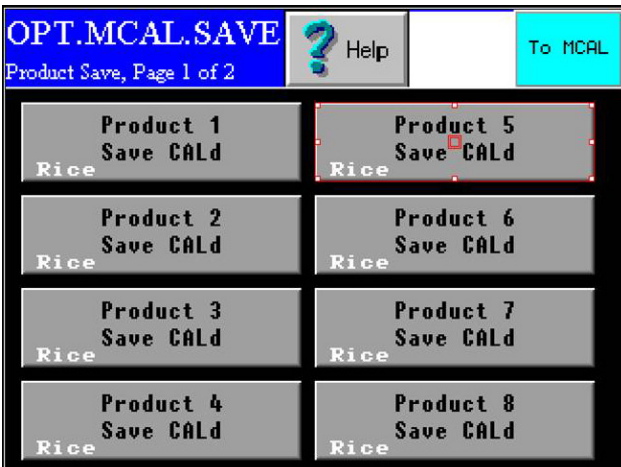 OPT.MCAL.SAVE
Product Save, Page 1 of 2
Help
To MCAL
Product 1
Save CALd
Rice
Product 5
Save CALd
Rice
Product 2
Save CALd
Rice
Product 6
Save CALd
Rice
Product 3
Save CALd
Rice
Product 7
Save CALd
Rice
Product 4
Save CALd
Rice
Product 8
Save CALd
Rice